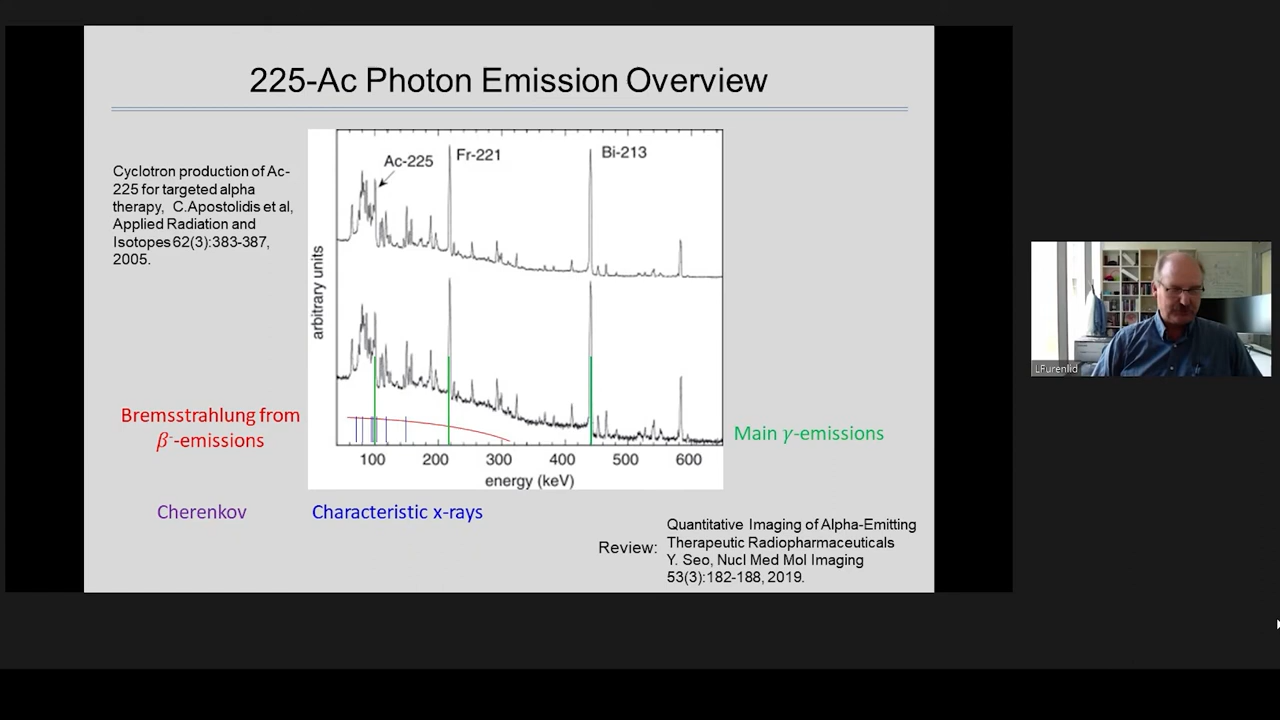 225-Ac Photon Emission Overview
Cyclotron production of Ac-
225 for targeted alpha
therapy, C.Apostolidis et al,
Applied Radiation and
Isotopes 62(3):383-387,
2005.
Ac-225
Fr-221
Bi-213
arbitrary units
100 200 300 400 500 600
energy (keV)
Bremsstrahlung from
β⁻-emissions
Main γ-emissions
Cherenkov
Characteristic x-rays
Review:
Quantitative Imaging of Alpha-Emitting
Therapeutic Radiopharmaceuticals
Y. Seo, Nucl Med Mol Imaging
53(3):182-188, 2019.
LFurenlid